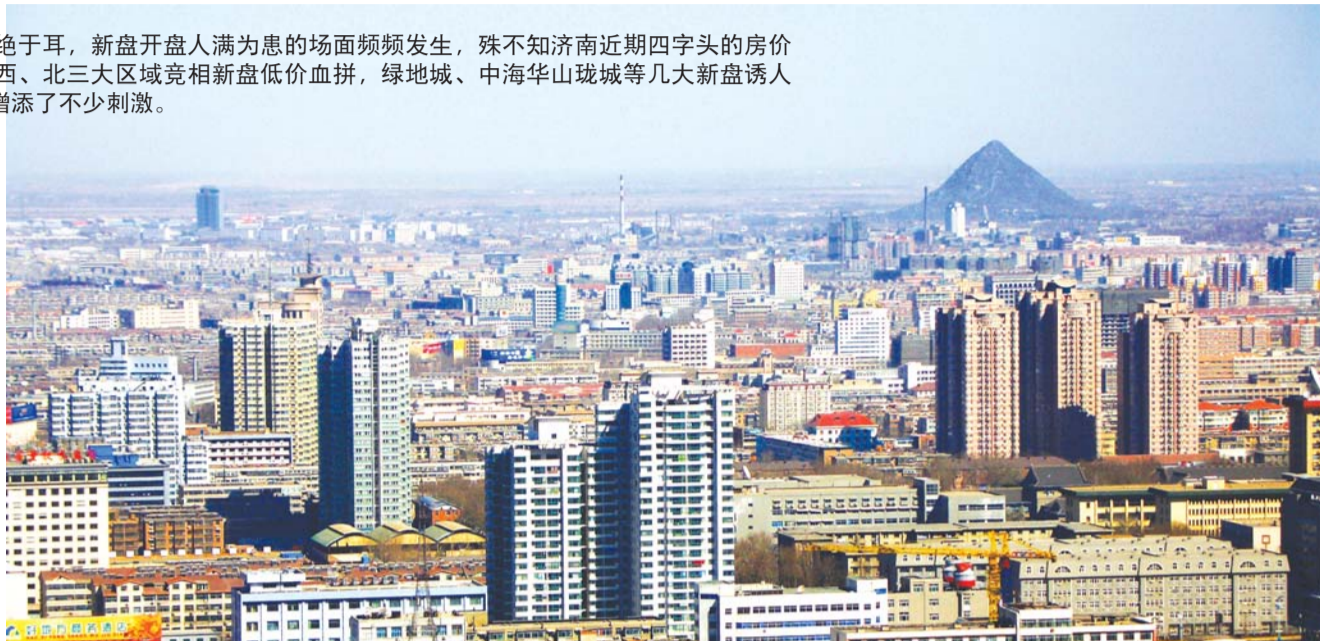 绝于耳，新盘开盘人满为患的场面频频发生，殊不知济南近期四字头的房价
西、北三大区域竞相新盘低价血拼，绿地城、中海华山珑城等几大新盘诱人
增添了不少刺激。